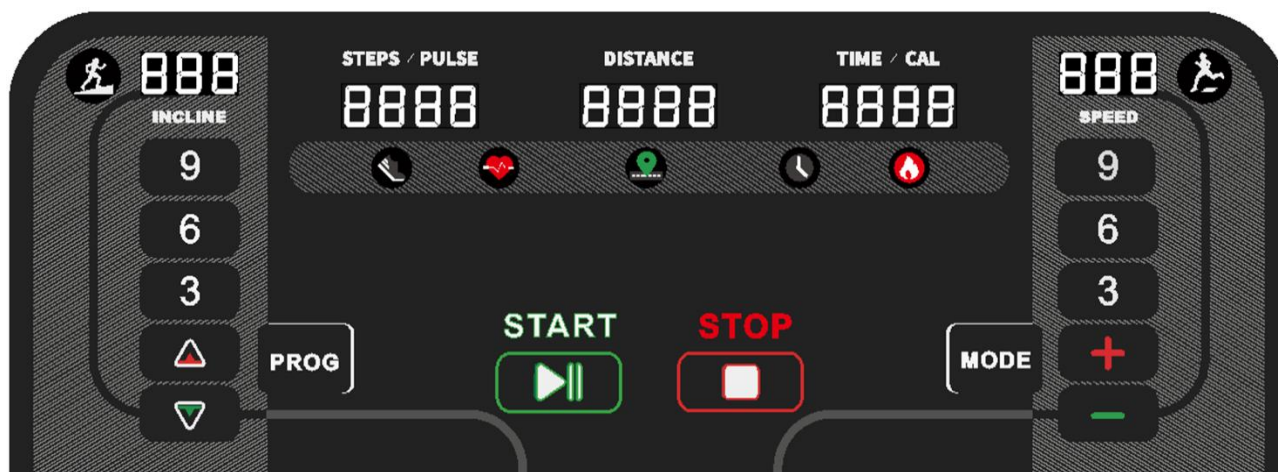 888
STEPS / PULSE
8888
DISTANCE
8888
TIME / CAL
8888
888
INCLINE
9
6
3
SPEED
9
6
3
PROG
START
STOP
MODE